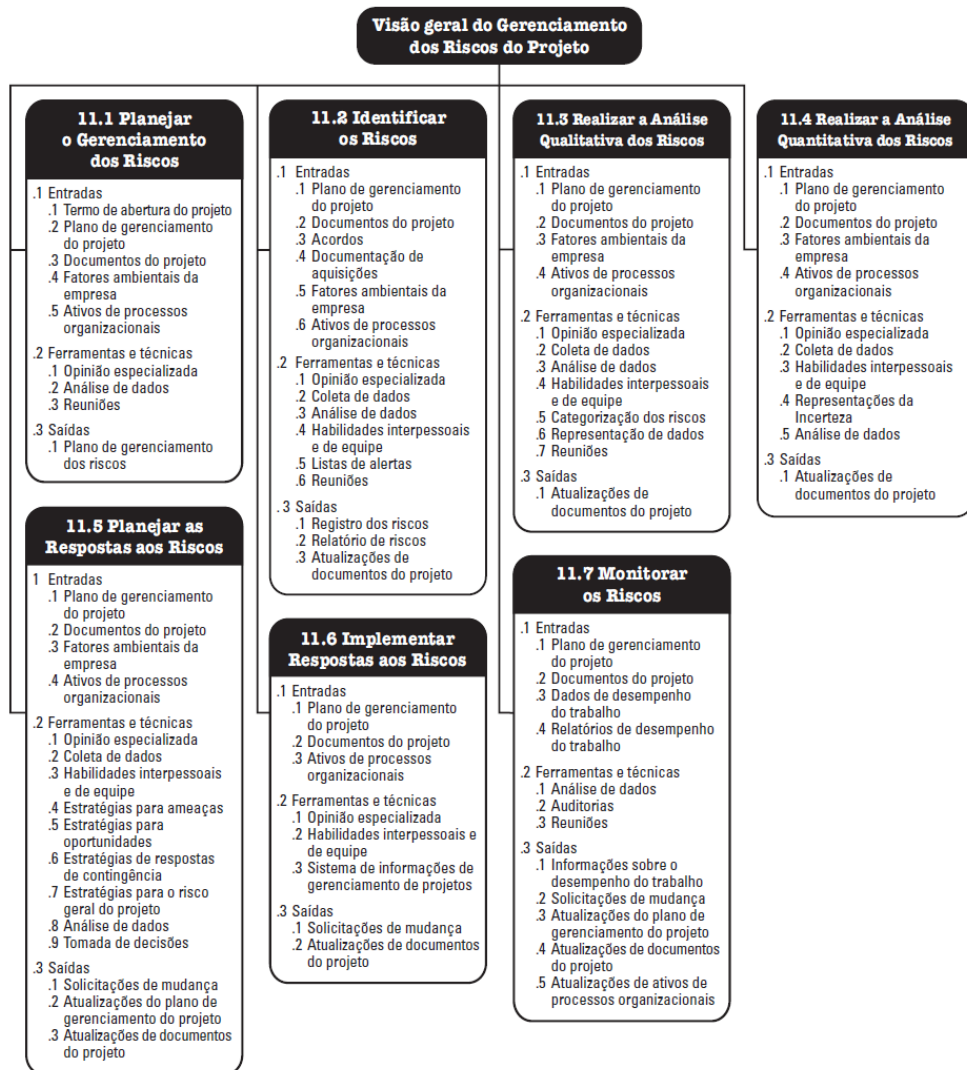 Visão geral do Gerenciamento
dos Riscos do Projeto
11.1 Planejar
o Gerenciamento
dos Riscos
.1 Entradas
.1 Termo de abertura do projeto
.2 Plano de gerenciamento
do projeto
.3 Documentos do projeto
.4 Fatores ambientais da
empresa
.5 Ativos de processos
organizacionais
.2 Ferramentas e técnicas
.1 Opinião especializada
.2 Análise de dados
.3 Reuniões
.3 Saídas
.1 Plano de gerenciamento
dos riscos
11.2 Identificar
os Riscos
.1 Entradas
.1 Plano de gerenciamento
do projeto
.2 Documentos do projeto
.3 Acordos
.4 Documentação de
aquisições
.5 Fatores ambientais da
empresa
.6 Ativos de processos
organizacionais
.2 Ferramentas e técnicas
.1 Opinião especializada
.2 Coleta de dados
.3 Análise de dados
.4 Habilidades interpessoais
e de equipe
.5 Listas de alertas
.6 Reuniões
.3 Saídas
.1 Registro dos riscos
.2 Relatório de riscos
.3 Atualizações de
documentos do projeto
11.3 Realizar a Análise
Qualitativa dos Riscos
.1 Entradas
.1 Plano de gerenciamento
do projeto
.2 Documentos do projeto
.3 Fatores ambientais da
empresa
.4 Ativos de processos
organizacionais
.2 Ferramentas e técnicas
.1 Opinião especializada
.2 Coleta de dados
.3 Análise de dados
.4 Habilidades interpessoais
e de equipe
.5 Categorização dos riscos
.6 Representação de dados
.7 Reuniões
.3 Saídas
.1 Atualizações de
documentos do projeto
11.4 Realizar a Análise
Quantitativa dos Riscos
.1 Entradas
.1 Plano de gerenciamento
do projeto
.2 Documentos do projeto
.3 Fatores ambientais da
empresa
.4 Ativos de processos
organizacionais
.2 Ferramentas e técnicas
.1 Opinião especializada
.2 Coleta de dados
.3 Habilidades interpessoais
e de equipe
.4 Representações da
Incerteza
.5 Análise de dados
.3 Saídas
.1 Atualizações de
documentos do projeto
11.5 Planejar as
Respostas aos Riscos
1 Entradas
.1 Plano de gerenciamento
do projeto
.2 Documentos do projeto
.3 Fatores ambientais da
empresa
.4 Ativos de processos
organizacionais
.2 Ferramentas e técnicas
.1 Opinião especializada
.2 Coleta de dados
.3 Habilidades interpessoais
e de equipe
.4 Estratégias para ameaças
.5 Estratégias para
oportunidades
.6 Estratégias de respostas
de contingência
.7 Estratégias para o risco
geral do projeto
.8 Análise de dados
.9 Tomada de decisões
.3 Saídas
.1 Solicitações de mudança
.2 Atualizações do plano de
gerenciamento do projeto
.3 Atualizações de documentos
do projeto
11.6 Implementar
Respostas aos Riscos
.1 Entradas
.1 Plano de gerenciamento
do projeto
.2 Documentos do projeto
.3 Ativos de processos
organizacionais
.2 Ferramentas e técnicas
.1 Opinião especializada
.2 Habilidades interpessoais e
de equipe
.3 Sistema de informações de
gerenciamento de projetos
.3 Saídas
.1 Solicitações de mudança
.2 Atualizações de documentos
do projeto
11.7 Monitorar
os Riscos
.1 Entradas
.1 Plano de gerenciamento
do projeto
.2 Documentos do projeto
.3 Dados de desempenho
do trabalho
.4 Relatórios de desempenho
do trabalho
.2 Ferramentas e técnicas
.1 Análise de dados
.2 Auditorias
.3 Reuniões
.3 Saídas
.1 Informações sobre o
desempenho do trabalho
.2 Solicitações de mudança
.3 Atualizações do plano de
gerenciamento do projeto
.4 Atualizações de documentos
do projeto
.5 Atualizações de ativos de
processos organizacionais